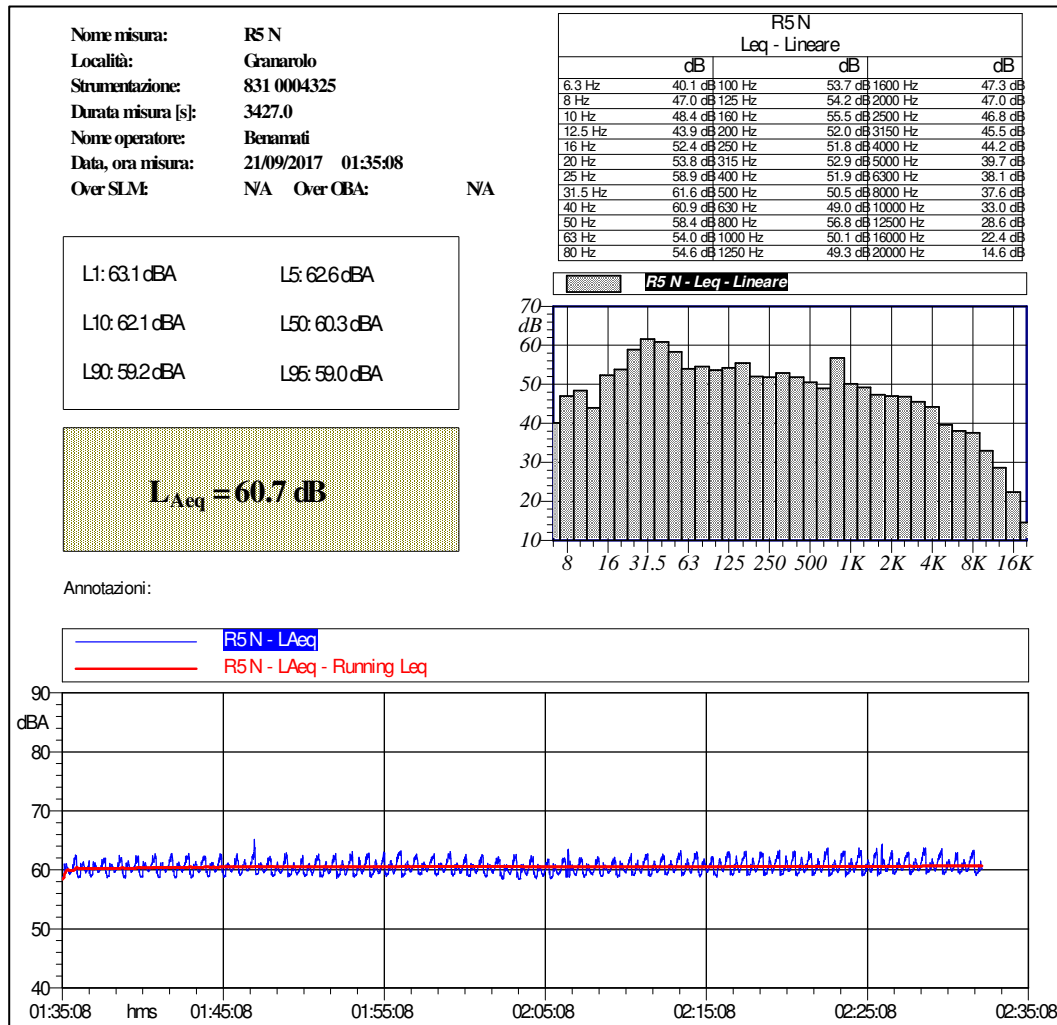 Nome misura: R5 N
Località: Granarolo
Strumentazione: 831 0004325
Durata misura [s]: 3427.0
Nome operatore: Benamati
Data, ora misura: 21/09/2017 01:35:08
Over SLM: N/A Over OBA: N/A
R5 N
Leq - Lineare
dB dB dB
6.3 Hz 40.1 dB 100 Hz 53.7 dB 1600 Hz 47.3 dB
8 Hz 47.0 dB 125 Hz 54.2 dB 2000 Hz 47.0 dB
10 Hz 48.4 dB 160 Hz 55.5 dB 2500 Hz 46.8 dB
12.5 Hz 43.9 dB 200 Hz 52.0 dB 3150 Hz 45.5 dB
16 Hz 52.4 dB 250 Hz 51.8 dB 4000 Hz 44.2 dB
20 Hz 53.8 dB 315 Hz 52.9 dB 5000 Hz 39.7 dB
25 Hz 58.9 dB 400 Hz 51.9 dB 6300 Hz 38.1 dB
31.5 Hz 61.6 dB 500 Hz 50.5 dB 8000 Hz 37.6 dB
40 Hz 60.9 dB 630 Hz 49.0 dB 10000 Hz 33.0 dB
50 Hz 58.4 dB 800 Hz 56.8 dB 12500 Hz 28.6 dB
63 Hz 54.0 dB 1000 Hz 50.1 dB 16000 Hz 22.4 dB
80 Hz 54.6 dB 1250 Hz 49.3 dB 20000 Hz 14.6 dB
L1: 63.1 dBA L5: 62.6 dBA
L10: 62.1 dBA L50: 60.3 dBA
L90: 59.2 dBA L95: 59.0 dBA
LAeq = 60.7 dB
R5 N - Leq - Lineare
70
dB
60
50
40
30
20
10
8 16 31.5 63 125 250 500 1K 2K 4K 8K 16K
Annotazioni:
R5 N - LAeq
R5 N - LAeq - Running Leq
90
dBA
80
70
60
50
40
01:35:08 hms 01:45:08 01:55:08 02:05:08 02:15:08 02:25:08 02:35:08